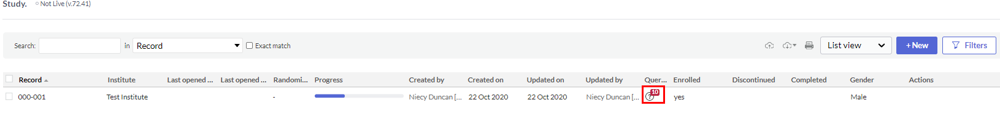 Study. Not Live (v.72.41)
Search: in Record Exact match List view +New Filters
Record Institute Last opened ... Last opened ... Randomi... Progress Created by Created on Updated on Updated by Quer... Enrolled Discontinued Completed Gender Actions
000-001 Test Institute - Niecy Duncan [... 22 Oct 2020 22 Oct 2020 Niecy Duncan [... ? 10 yes Male